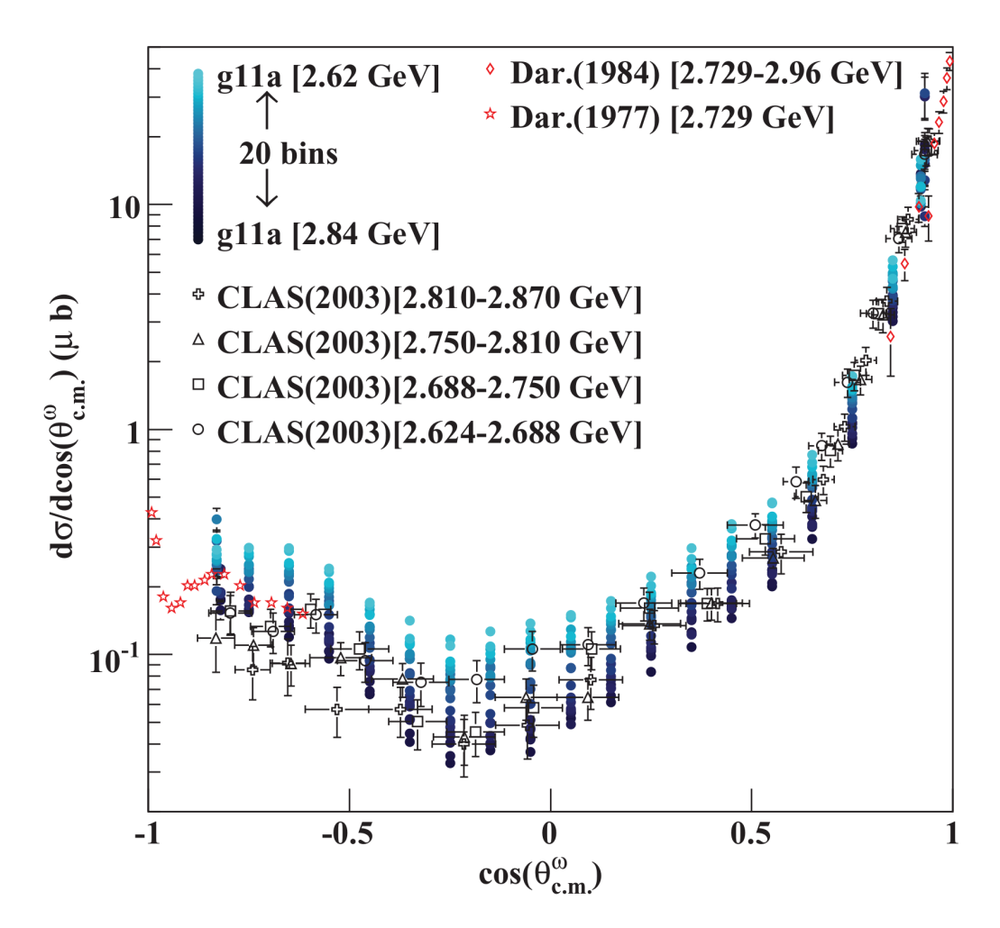 g11a [2.62 GeV]
20 bins
g11a [2.84 GeV]
Dar.(1984) [2.729-2.96 GeV]
Dar.(1977) [2.729 GeV]
CLAS(2003)[2.810-2.870 GeV]
CLAS(2003)[2.750-2.810 GeV]
CLAS(2003)[2.688-2.750 GeV]
CLAS(2003)[2.624-2.688 GeV]
dσ/dcos(θ^ω_c.m.) (μ b)
10
1
10^-1
-1 -0.5 0 0.5 1
cos(θ^ω_c.m.)